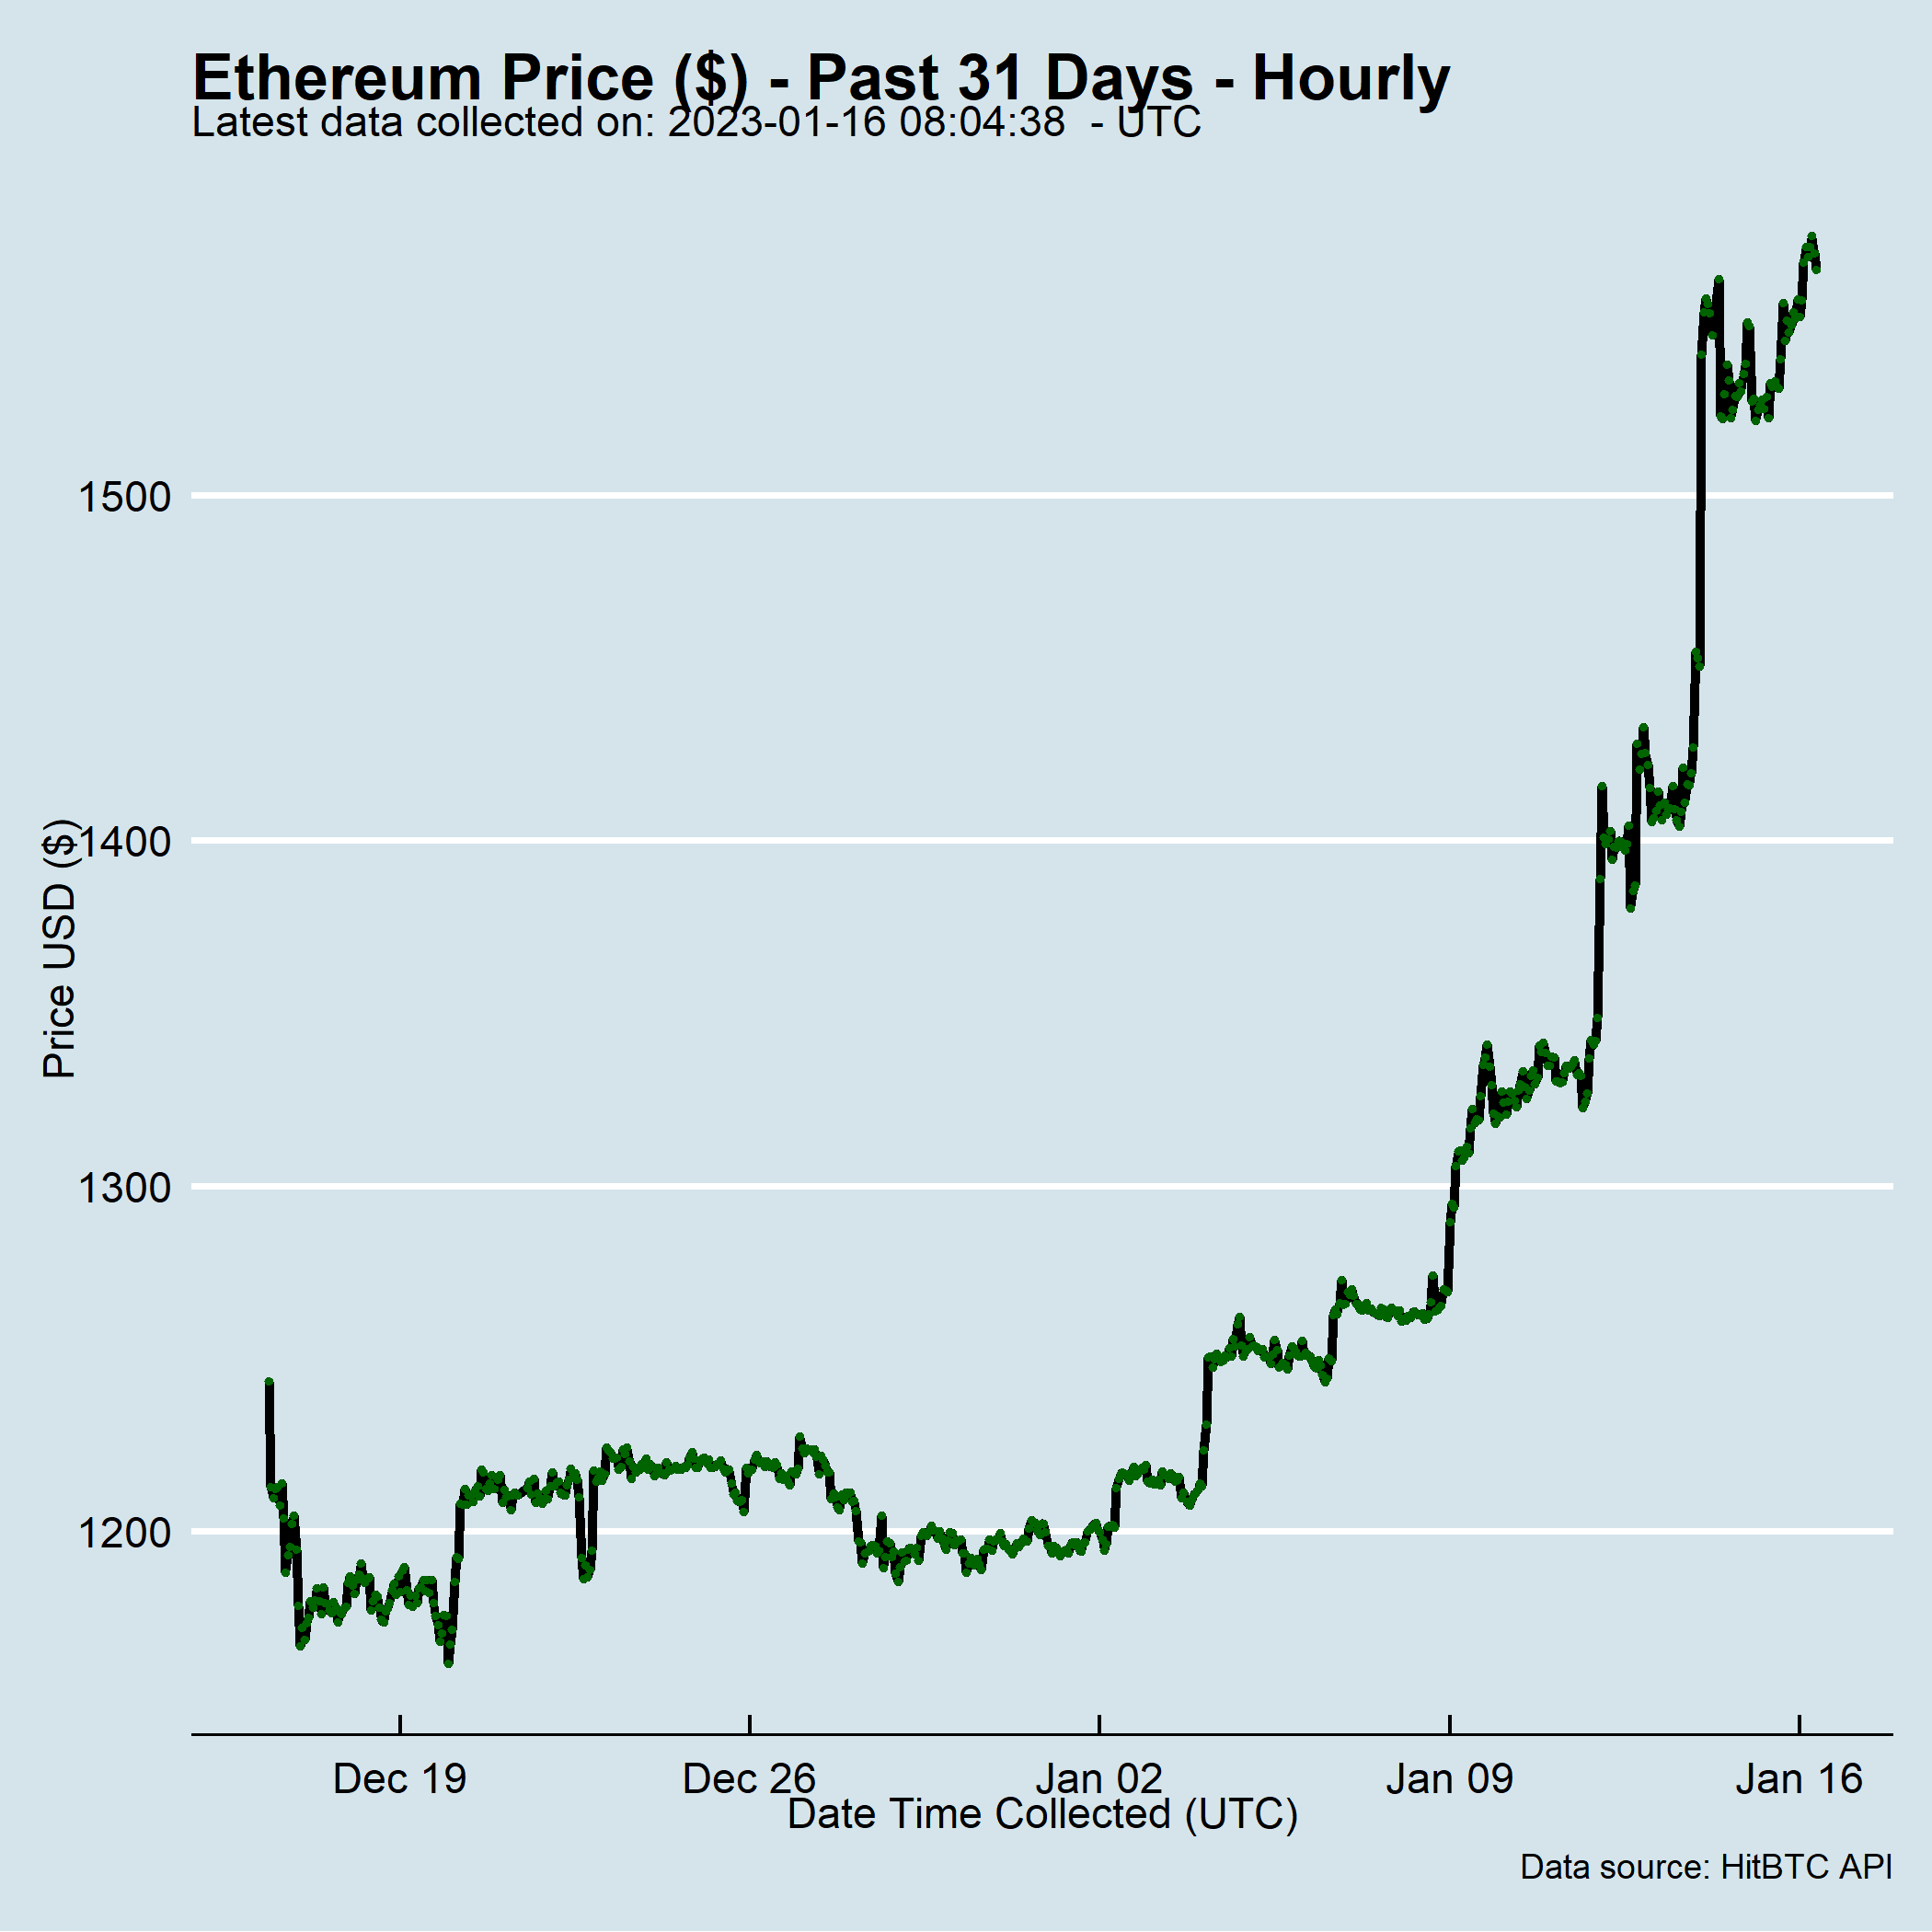 Ethereum Price ($) - Past 31 Days - Hourly
Latest data collected on: 2023-01-16 08:04:38  - UTC
Price USD ($)
1500
1400
1300
1200
Dec 19
Dec 26
Jan 02
Jan 09
Jan 16
Date Time Collected (UTC)
Data source: HitBTC API